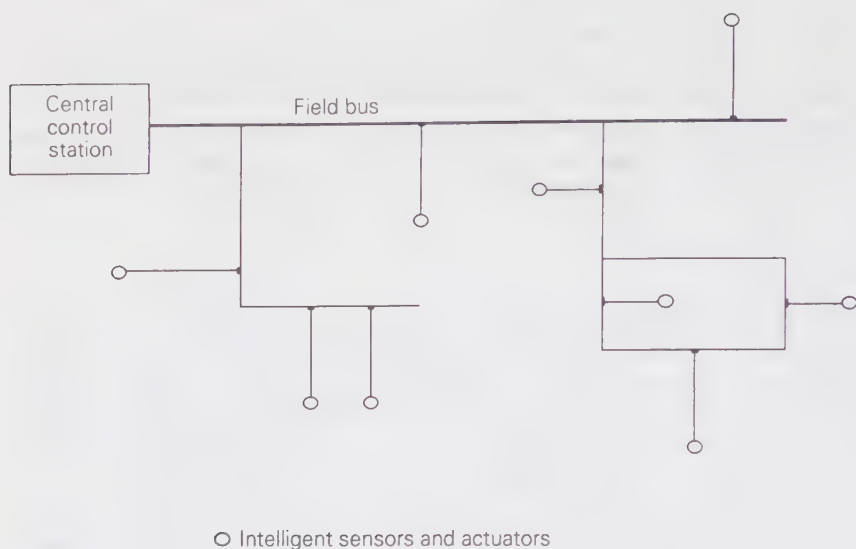 Central
control
station
Field bus
Intelligent sensors and actuators